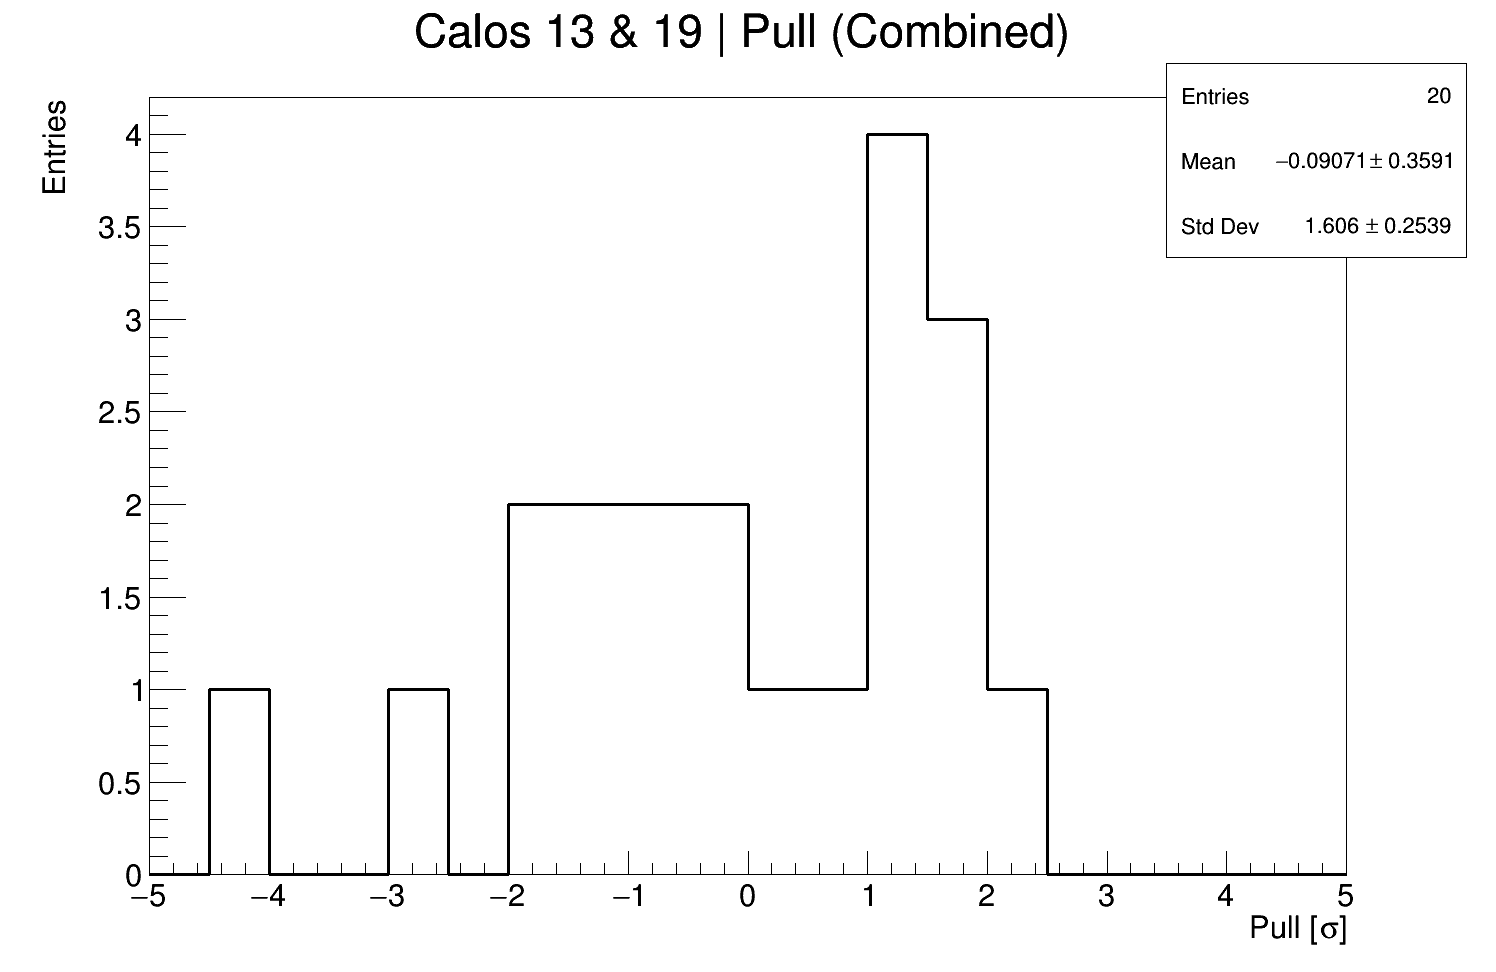 Calos 13 & 19 | Pull (Combined)
Entries 20
Mean −0.09071 ± 0.3591
Std Dev 1.606 ± 0.2539
Entries
4
3.5
3
2.5
2
1.5
1
0.5
0
−5 −4 −3 −2 −1 0 1 2 3 4 5
Pull [σ]